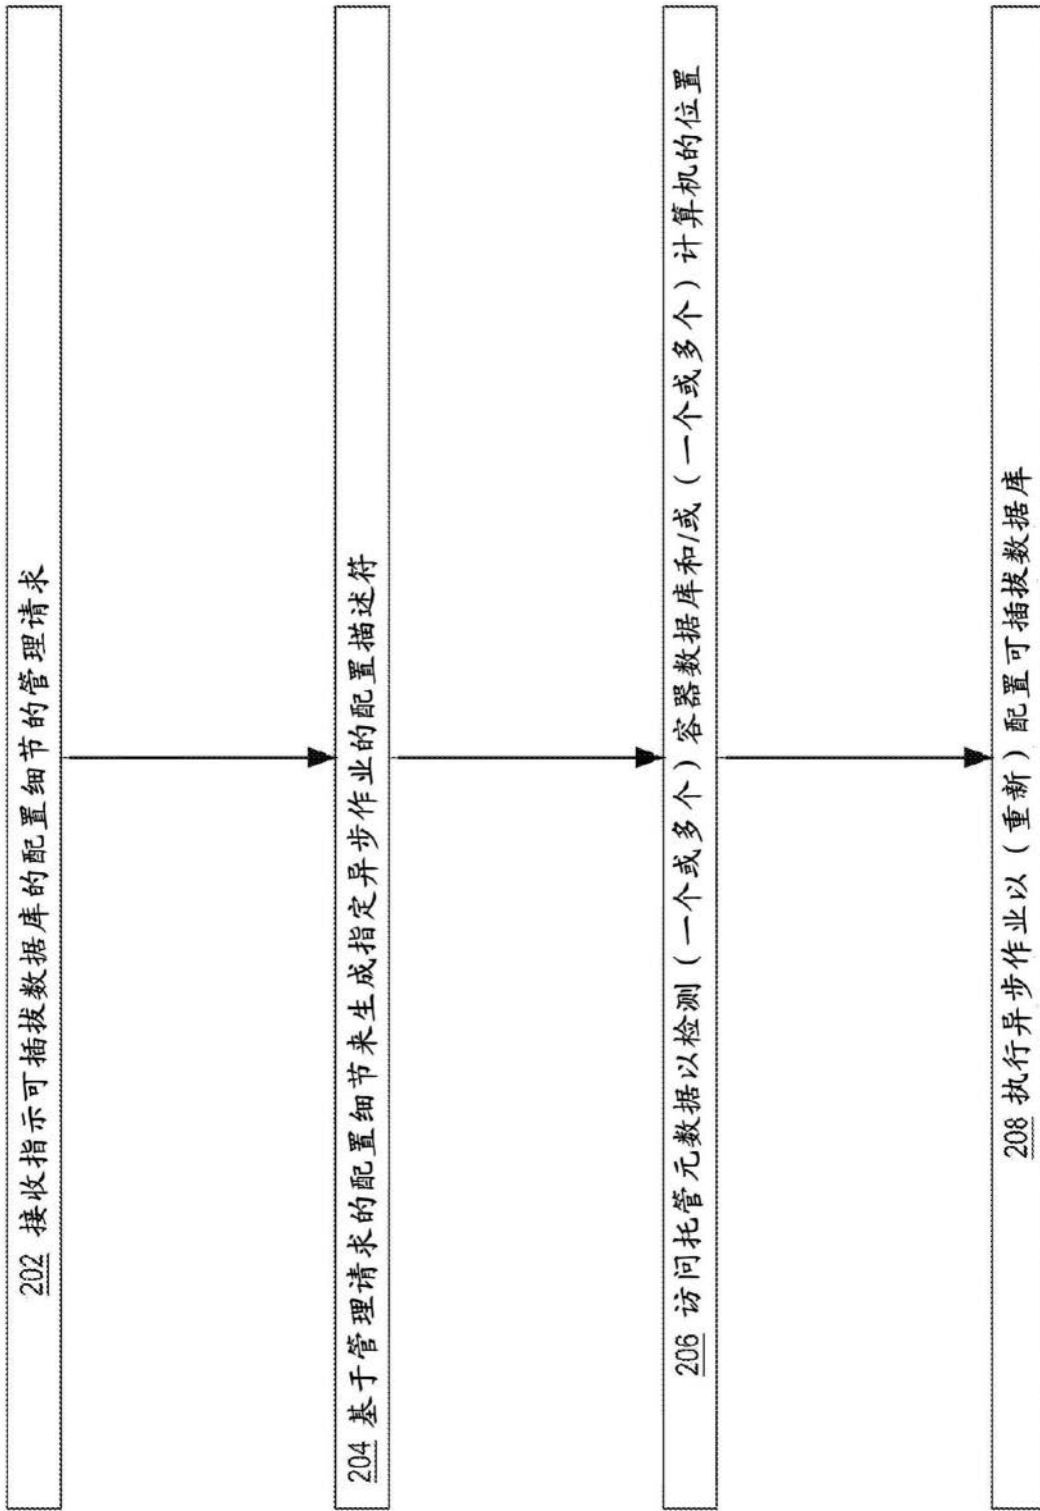 202 接收指示可插拔数据库的配置细节的管理请求
204 基于管理请求的配置细节来生成指定异步作业的配置描述符
206 访问托管元数据以检测（一个或多个）容器数据库和/或（一个或多个）计算机的位置
208 执行异步作业以（重新）配置可插拔数据库